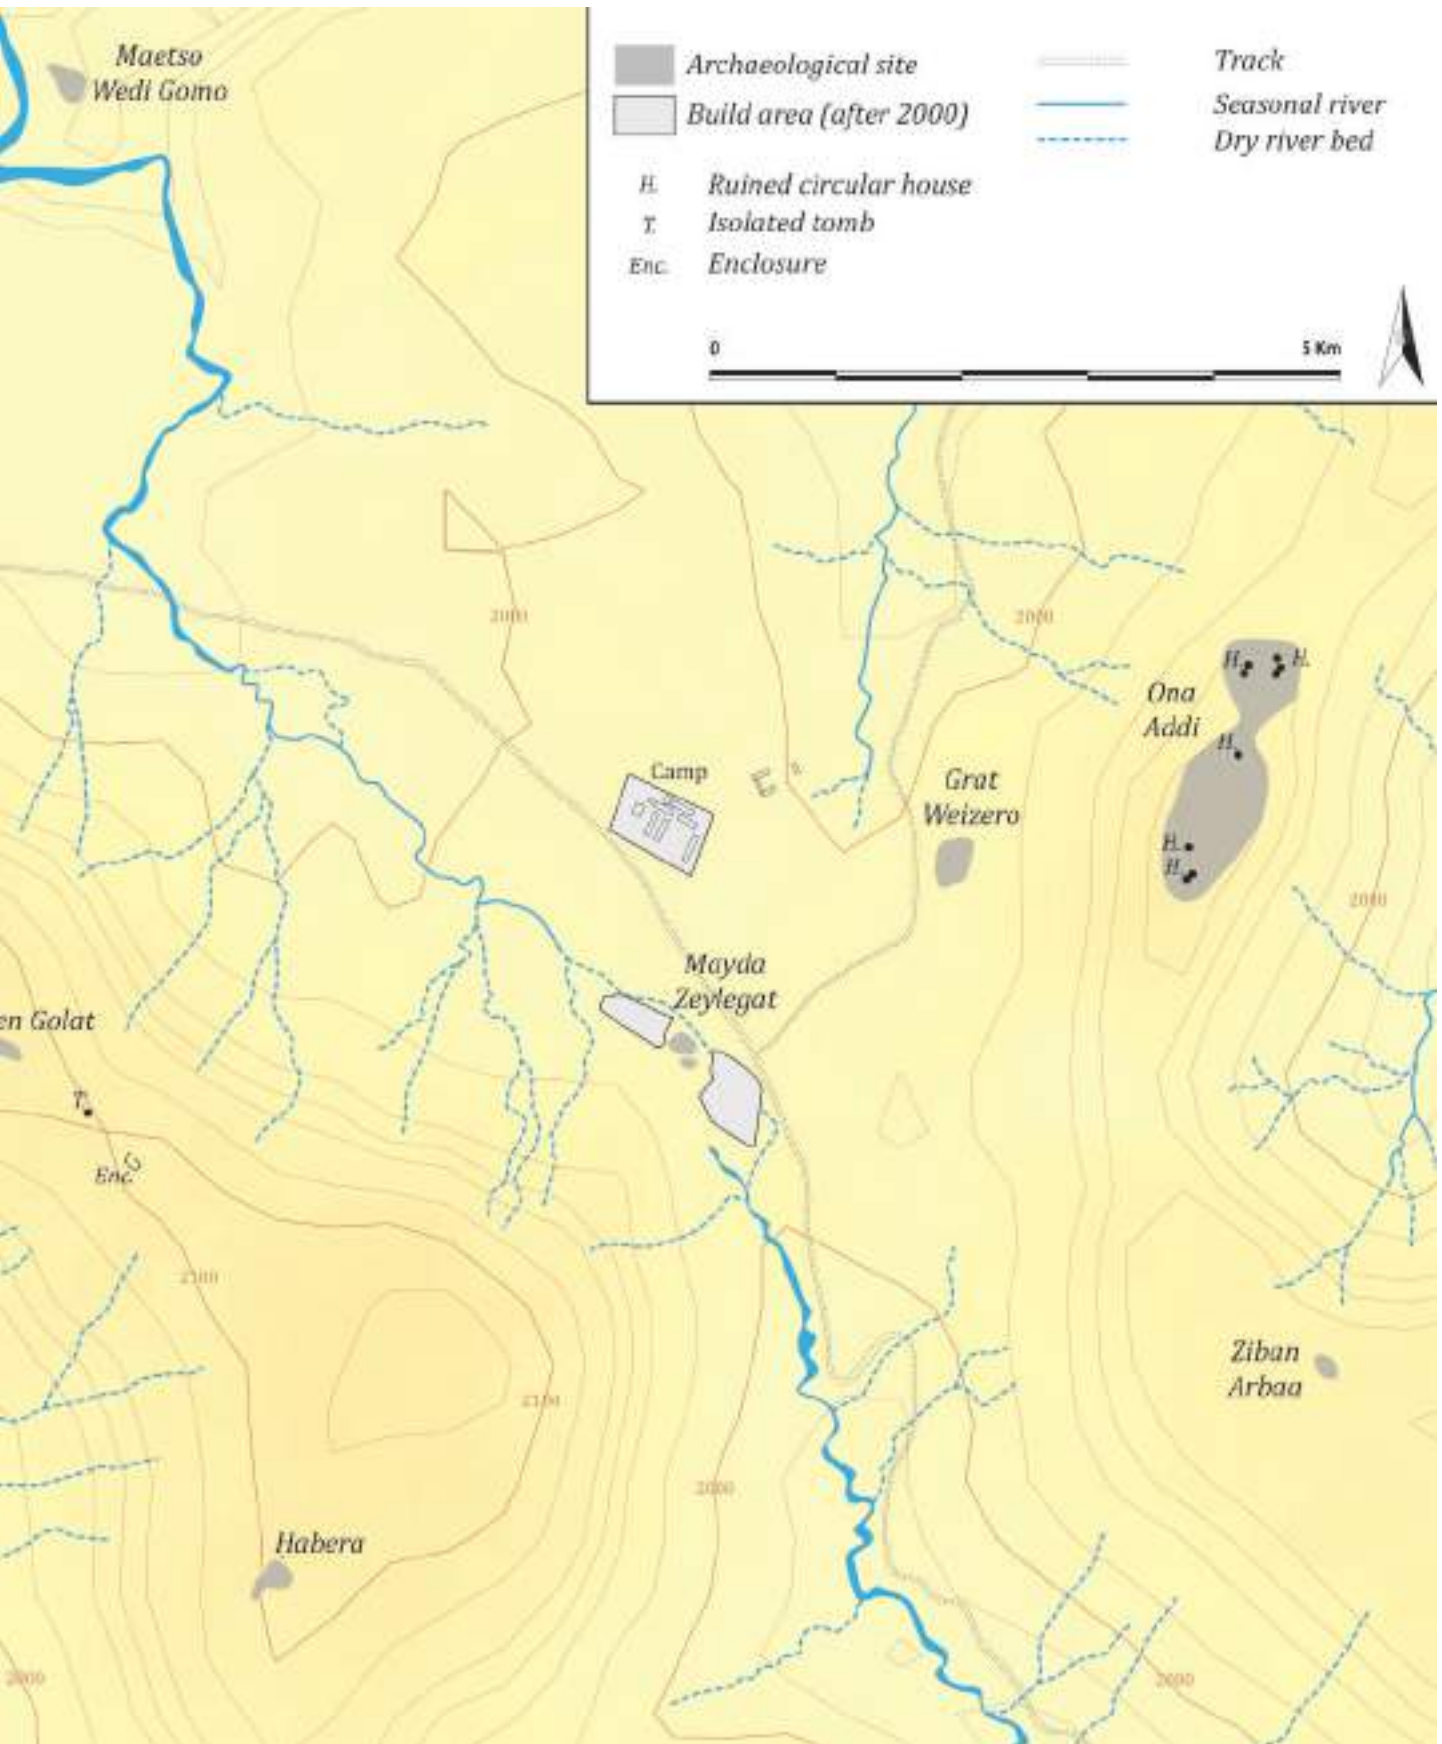 Maetso
Wedi Gomo
Archaeological site
Build area (after 2000)
Track
Seasonal river
Dry river bed
H. Ruined circular house
T. Isolated tomb
Enc. Enclosure
0 5 Km
2000
2000
H. H.
Ona
Addi
H.
Camp
Grat
Weizero
H.
H.
2000
Mayda
Zeylegat
en Golat
T.
Enc.
2100
Ziban
Arbaa
2100
2000
Habera
2000
2000